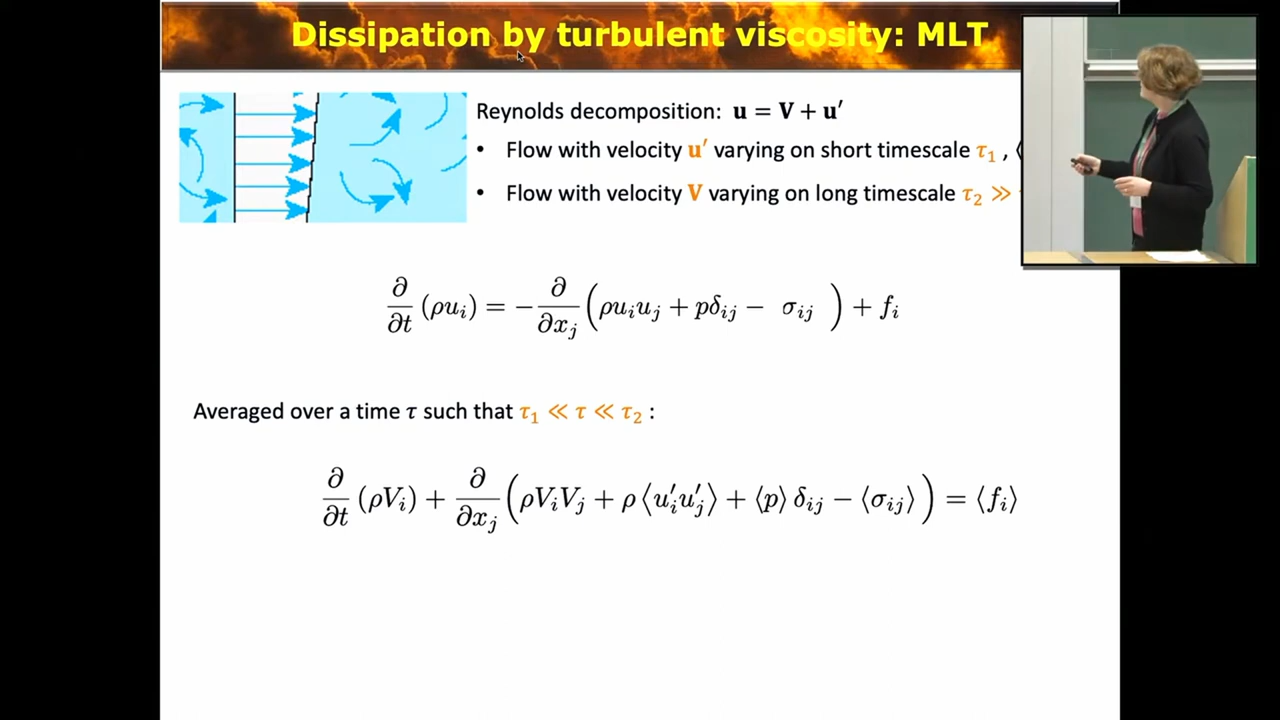 Dissipation by turbulent viscosity: MLT
Reynolds decomposition: u = V + u′
• Flow with velocity u′ varying on short timescale τ₁ , ⟨
• Flow with velocity V varying on long timescale τ₂ ≫
∂/∂t (ρuᵢ) = − ∂/∂xⱼ (ρuᵢuⱼ + pδᵢⱼ − σᵢⱼ ) + fᵢ
Averaged over a time τ such that τ₁ ≪ τ ≪ τ₂ :
∂/∂t (ρVᵢ) + ∂/∂xⱼ (ρVᵢVⱼ + ρ ⟨u′ᵢu′ⱼ⟩ + ⟨p⟩ δᵢⱼ − ⟨σᵢⱼ⟩) = ⟨fᵢ⟩